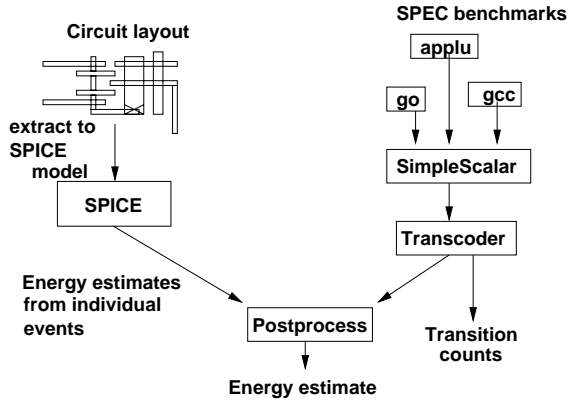 SPEC benchmarks
Circuit layout
applu
go
gcc
extract to
SPICE
model
SimpleScalar
SPICE
Transcoder
Energy estimates
from individual
events
Postprocess
Transition
counts
Energy estimate